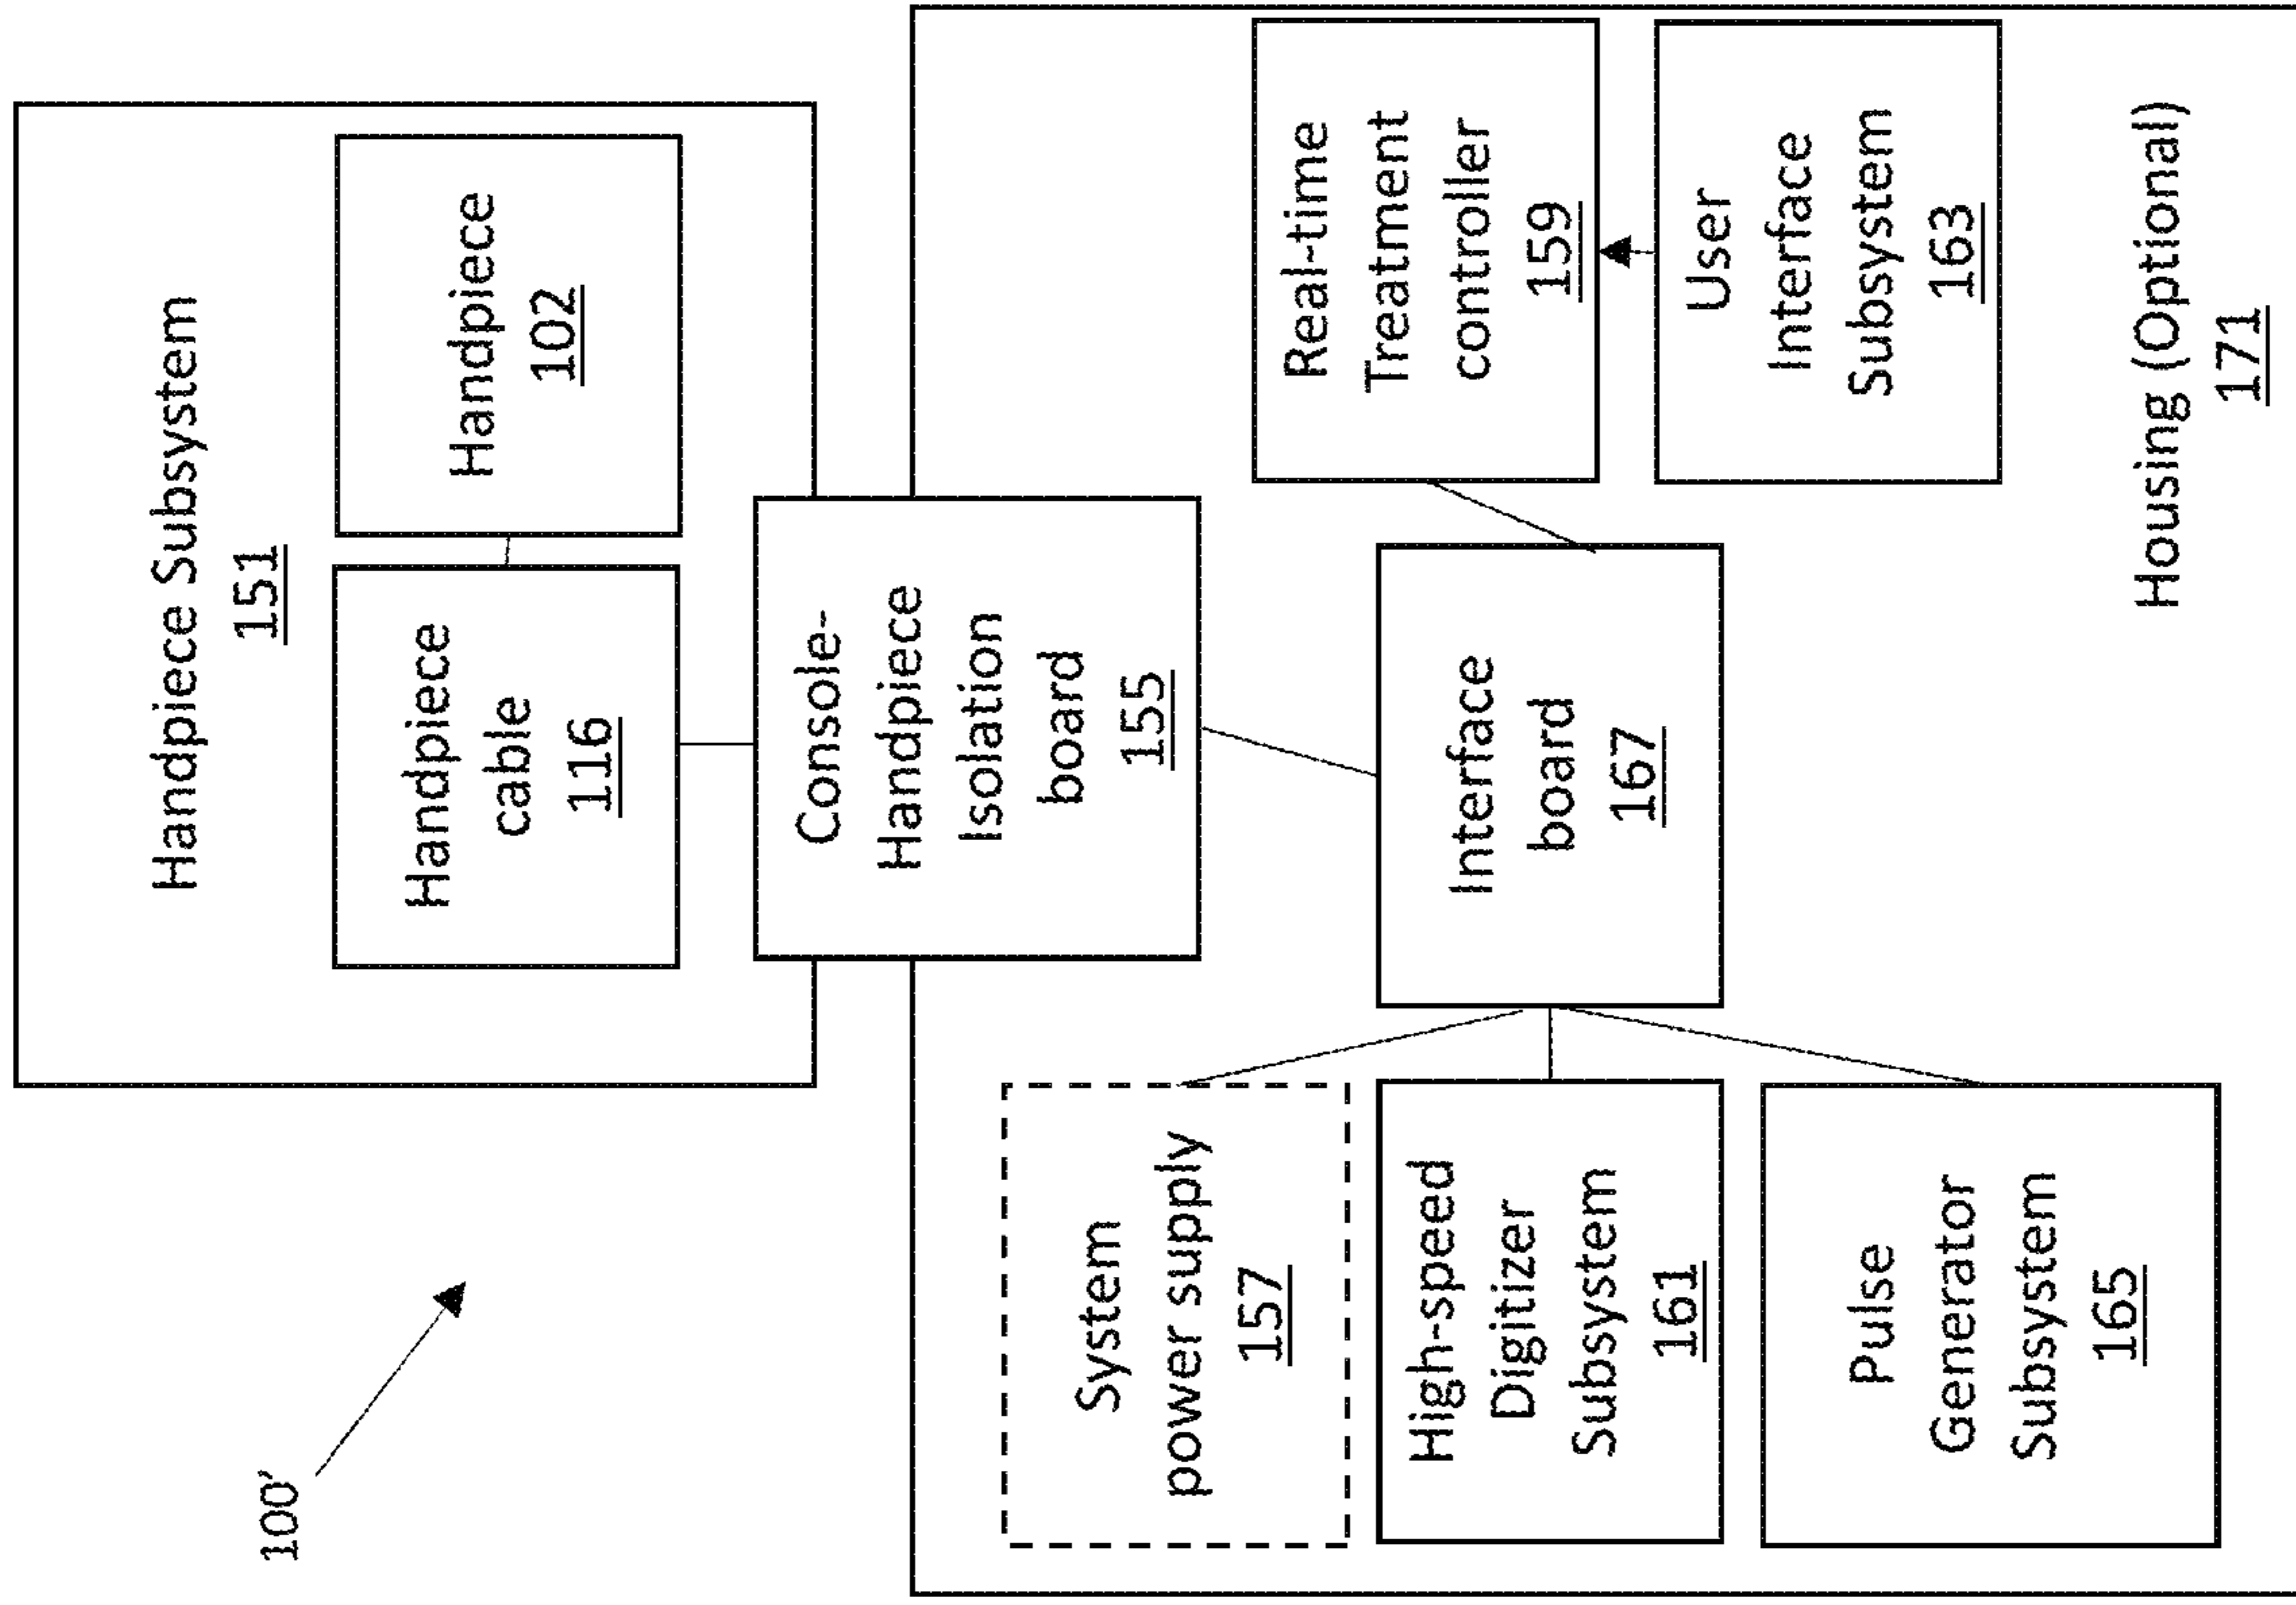 100'
Handpiece Subsystem
151
Handpiece
cable
116
Handpiece
102
Console-
Handpiece
Isolation
board
155
System
power supply
157
High-speed
Digitizer
Subsystem
161
Pulse
Generator
Subsystem
165
Interface
board
167
Real-time
Treatment
controller
159
User
Interface
Subsystem
163
Housing (Optional)
171